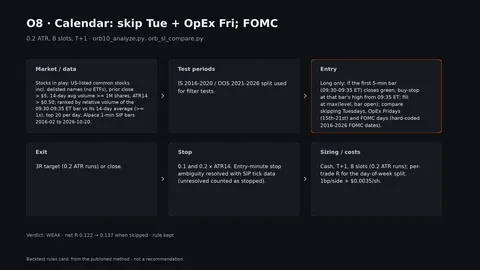 O8 · Calendar: skip Tue + OpEx Fri; FOMC
0.2 ATR, 8 slots, T+1 · orb10_analyze.py, orb_sl_compare.py
Market / data
Stocks in play: US-listed common stocks
incl. delisted names (no ETFs), prior close
> $5, 14-day avg volume >= 1M shares, ATR14
> $0.50; ranked by relative volume of the
09:30-09:35 ET bar vs its 14-day average (>=
1x); top 20 per day; Alpaca 1-min SIP bars
2016-02 to 2026-10-20.
Test periods
IS 2016-2020 / OOS 2021-2026 split used
for filter tests.
Entry
Long only: if the first 5-min bar
(09:30-09:35 ET) closes green, buy-stop
at that bar's high from 09:35 ET; fill
at max(level, bar open); compare
skipping Tuesdays, OpEx Fridays
(15th-21st) and FOMC days (hard-coded
2016-2026 FOMC dates).
Exit
3R target (0.2 ATR runs) or close.
Stop
0.1 and 0.2 x ATR14. Entry-minute stop
ambiguity resolved with SIP tick data
(unresolved counted as stopped).
Sizing / costs
Cash, T+1, 8 slots (0.2 ATR runs); per-
trade R for the day-of-week split.
1bp/side + $0.0035/sh.
Verdict: WEAK · net R 0.122 → 0.137 when skipped · rule kept
Backtest rules card, from the published method · not a recommendation.